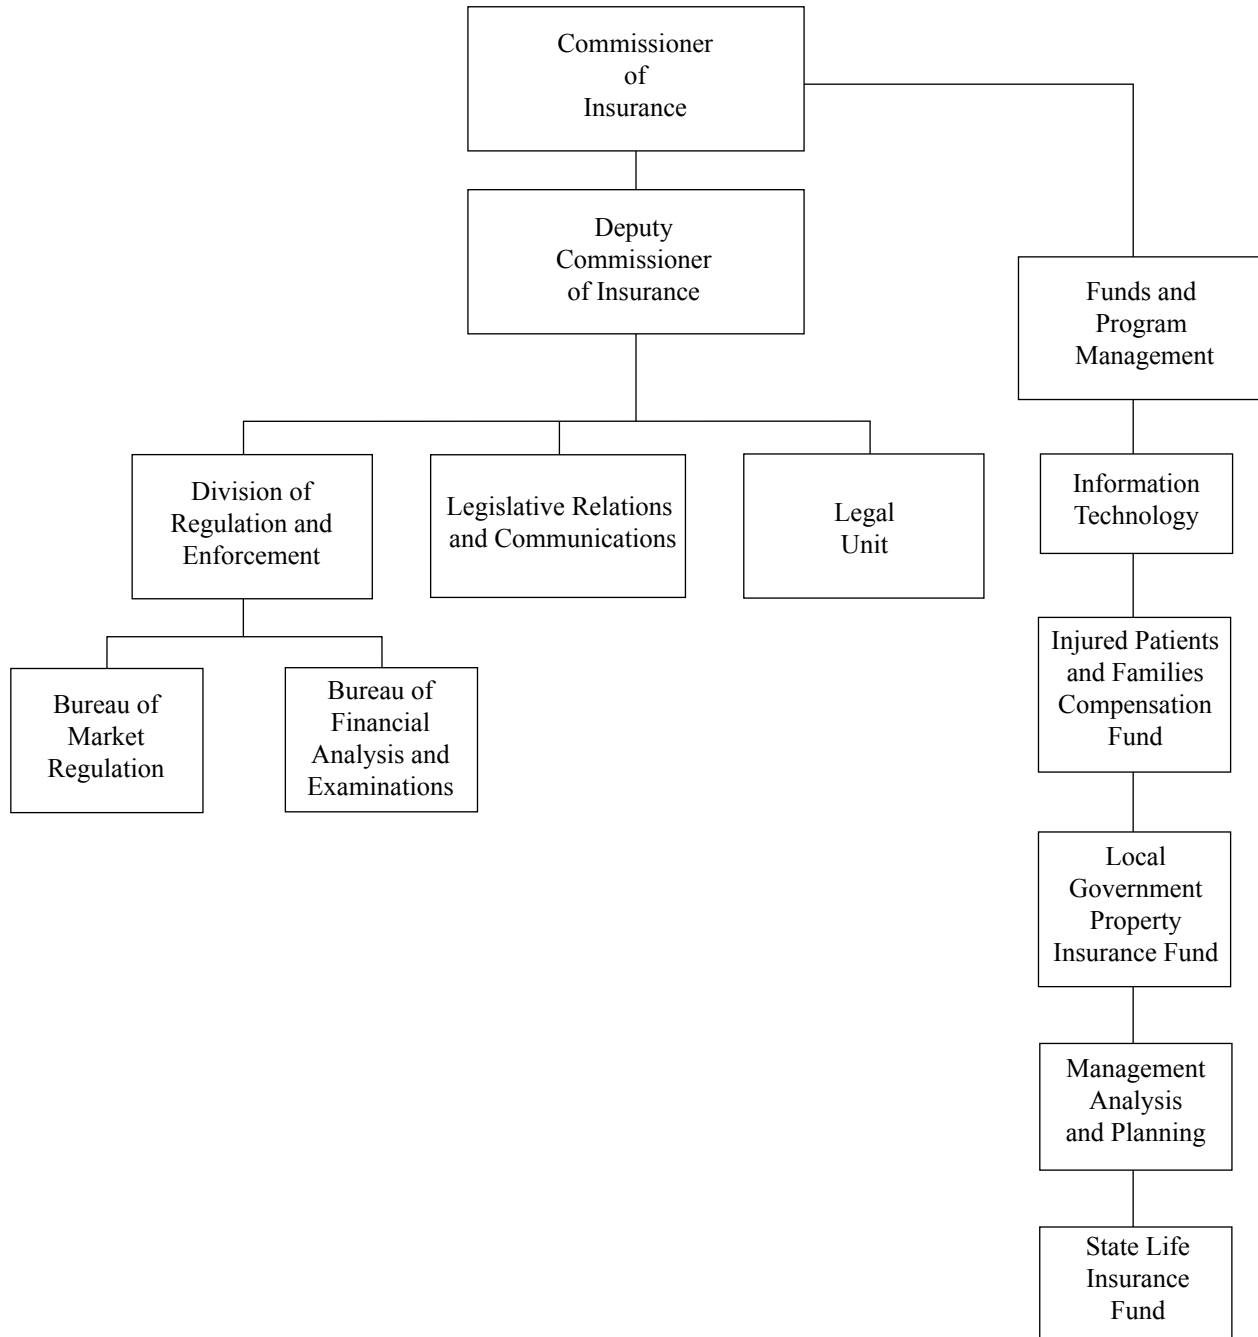 Commissioner
of
Insurance
Deputy
Commissioner
of Insurance
Funds and
Program
Management
Division of
Regulation and
Enforcement
Legislative Relations
and Communications
Legal
Unit
Information
Technology
Bureau of
Market
Regulation
Bureau of
Financial
Analysis and
Examinations
Injured Patients
and Families
Compensation
Fund
Local
Government
Property
Insurance Fund
Management
Analysis
and Planning
State Life
Insurance
Fund